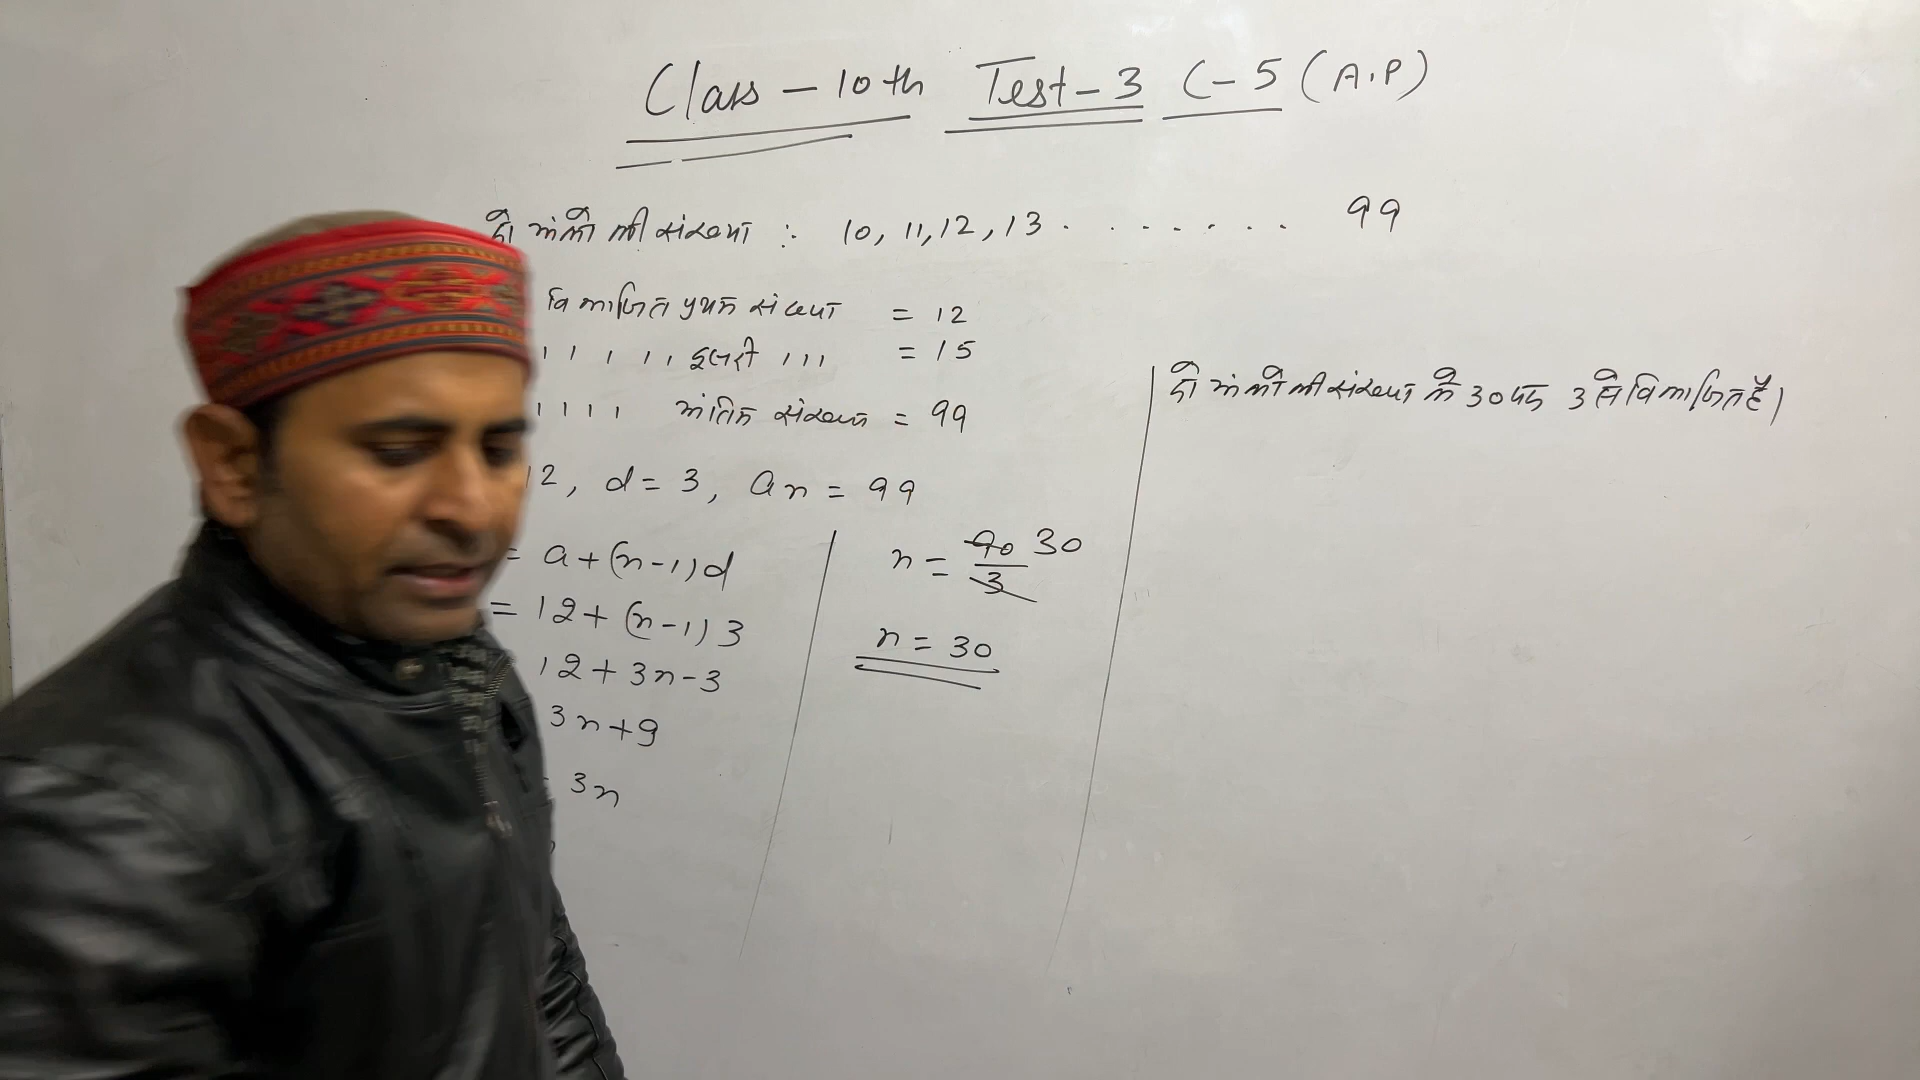 Class - 10th Test - 3 C-5 (A.P)
दो अंको की संख्या : 10, 11, 12, 13 . . . . . . . 99
विभाजित प्रथम संख्या = 12
,, ,, दूसरी ,,, = 15
,,,, अंतिम संख्या = 99
12, d = 3, an = 99
= a + (n-1) d
= 12 + (n-1) 3
12 + 3n - 3
3n + 9
3n
n = 90/3 30
n = 30
दो अंको की संख्या के 30 पद 3 से विभाजित है।